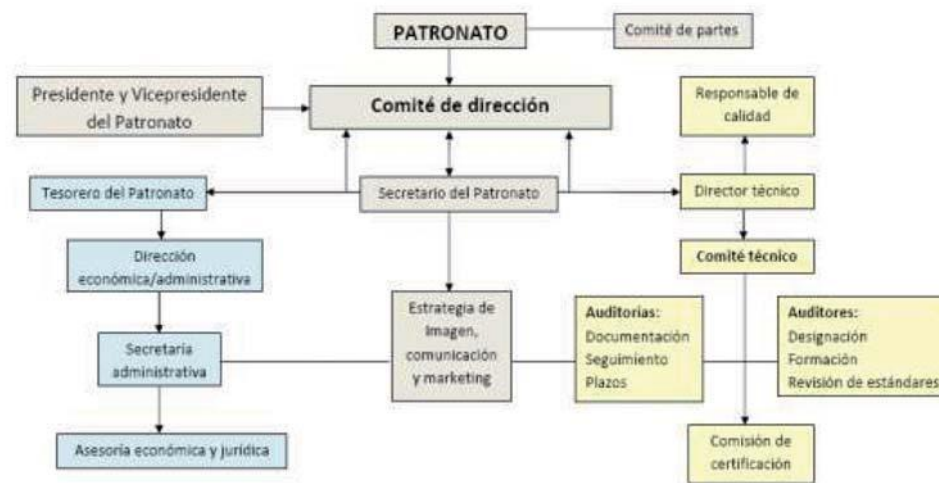 PATRONATO
Comité de partes
Presidente y Vicepresidente
del Patronato
Comité de dirección
Responsable de
calidad
Tesorero del Patronato
Secretario del Patronato
Director técnico
Dirección
económica/administrativa
Comité técnico
Estrategia de
Imagen,
comunicación
y marketing
Auditorías:
Documentación
Seguimiento
Plazos
Auditores:
Designación
Formación
Revisión de estándares
Secretaría
administrativa
Asesoría económica y jurídica
Comisión de
certificación